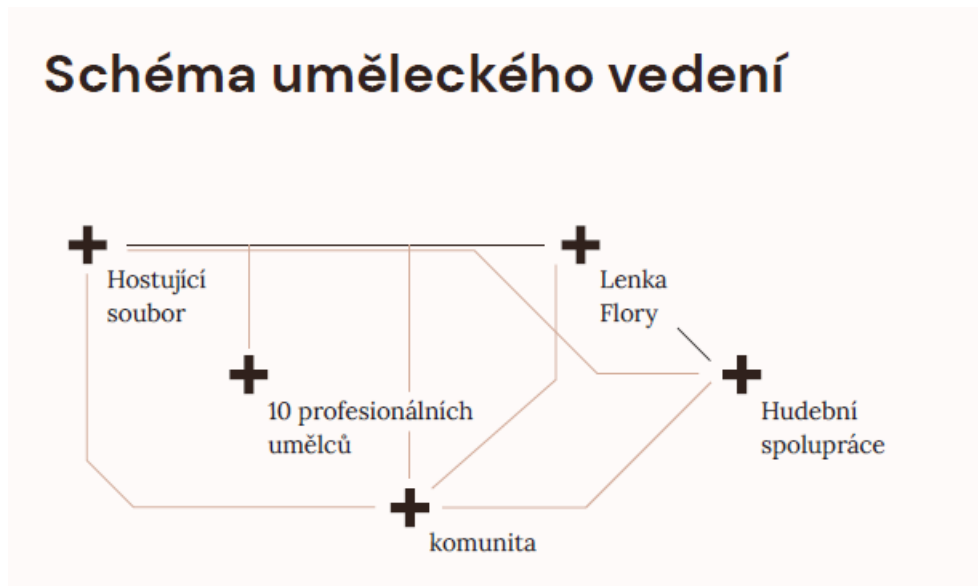 Schéma uměleckého vedení
Hostující
soubor
Lenka
Flory
10 profesionálních
umělců
Hudební
spolupráce
komunita